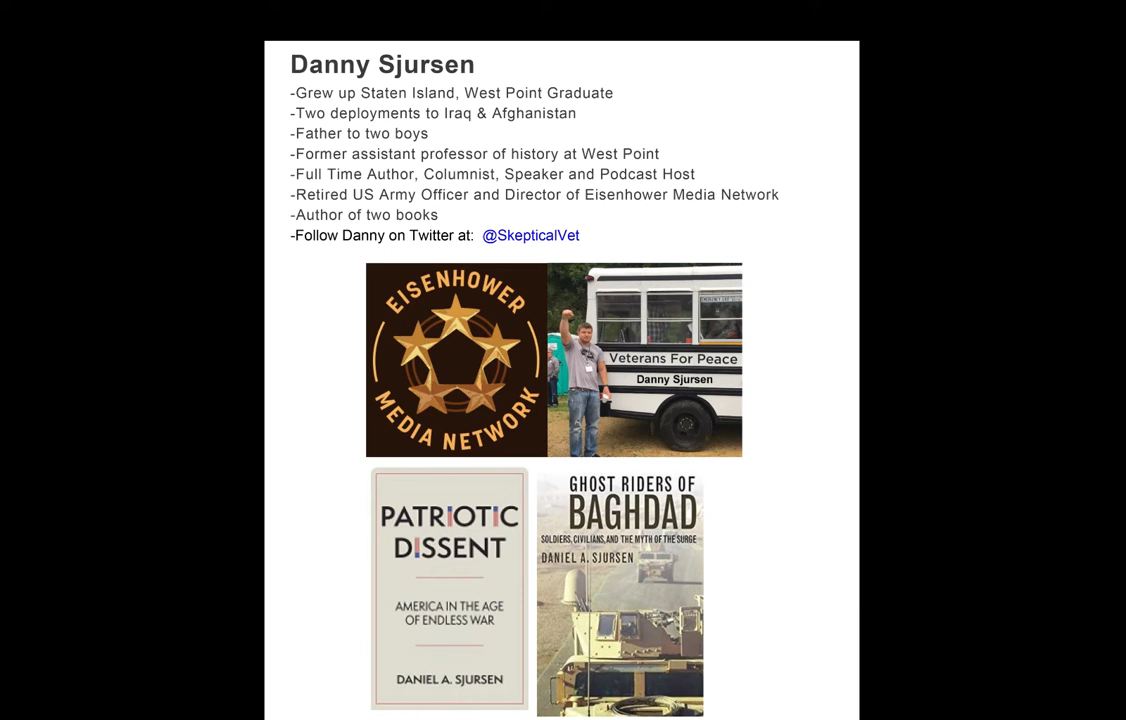 Danny Sjursen
-Grew up Staten Island, West Point Graduate
-Two deployments to Iraq & Afghanistan
-Father to two boys
-Former assistant professor of history at West Point
-Full Time Author, Columnist, Speaker and Podcast Host
-Retired US Army Officer and Director of Eisenhower Media Network
-Author of two books
-Follow Danny on Twitter at: @SkepticalVet
EISENHOWER
MEDIA NETWORK
Veterans For Peace
Danny Sjursen
PATRIOTIC
DISSENT
AMERICA IN THE AGE
OF ENDLESS WAR
DANIEL A. SJURSEN
GHOST RIDERS OF
BAGHDAD
SOLDIERS, CIVILIANS, AND THE MYTH OF THE SURGE
DANIEL A. SJURSEN